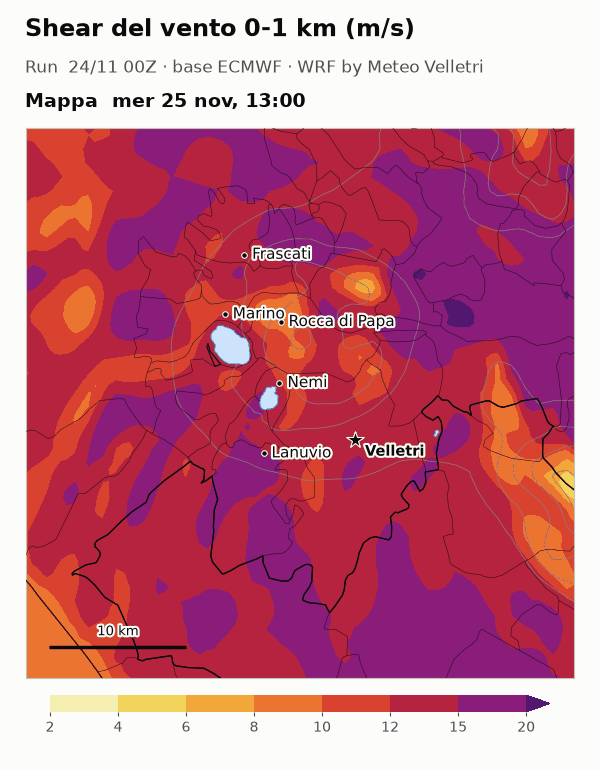 Shear del vento 0-1 km (m/s)
Run 24/11 00Z · base ECMWF · WRF by Meteo Velletri
Mappa mer 25 nov, 13:00
Frascati
Marino
Rocca di Papa
Nemi
Velletri
Lanuvio
10 km
2 4 6 8 10 12 15 20